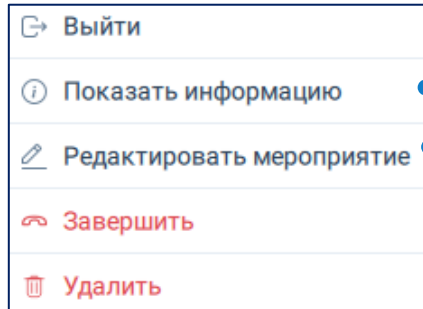 Выйти
Показать информацию
Редактировать мероприятие
Завершить
Удалить